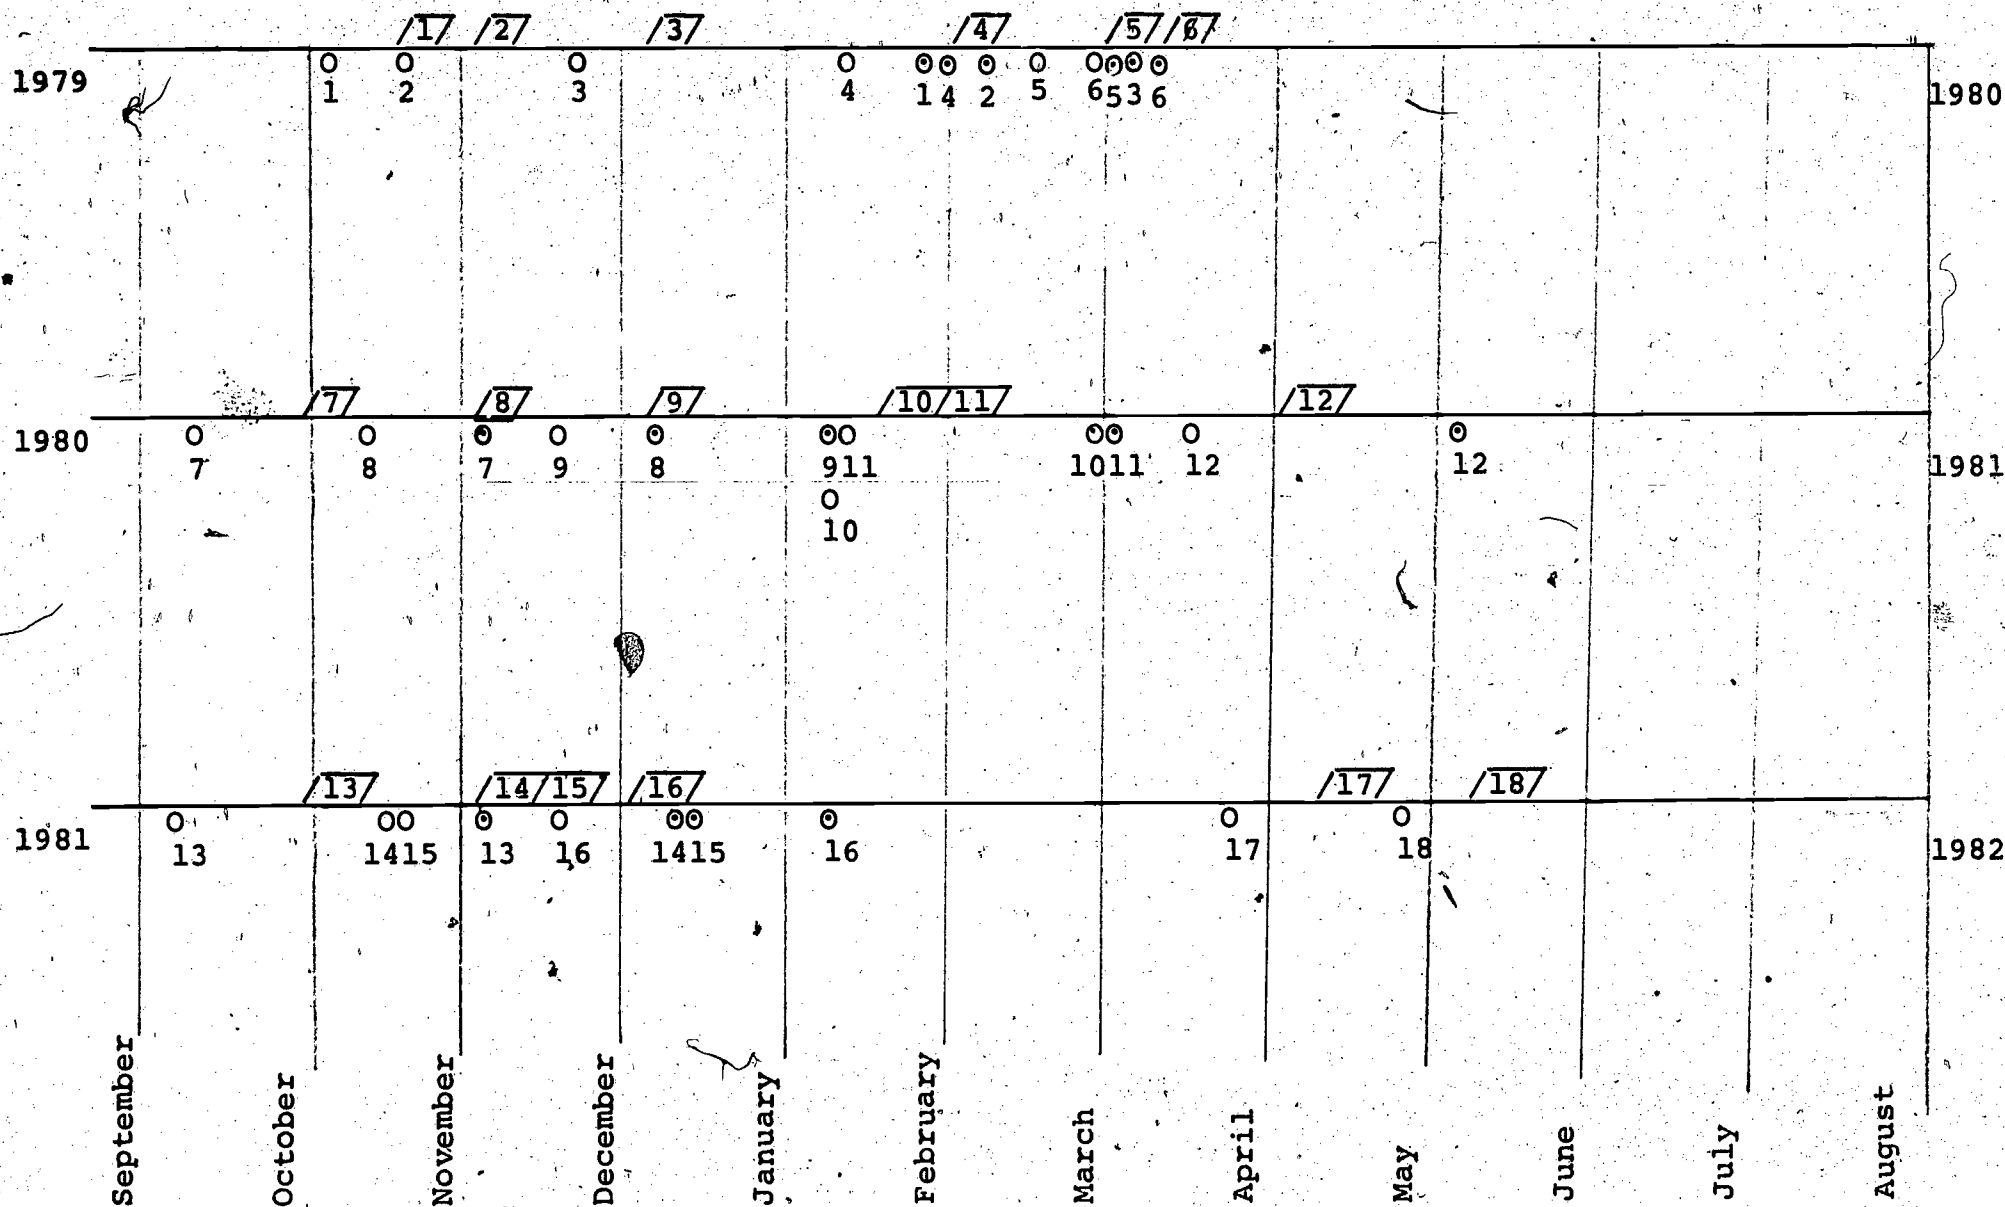 /1/ /2/ /3/ /4/ /5/ /6/
1979 1 2 3 4 1 4 2 5 6 5 3 6 1980
/7/ /8/ /9/ /10/11/ /12/
1980 7 8 7 9 8 9 11 10 11 12 12 1981
10
/13/ /14/15/ /16/ /17/ /18/
1981 13 14 15 13 16 14 15 16 17 18 1982
September
October
November
December
January
February
March
April
May
June
July
August